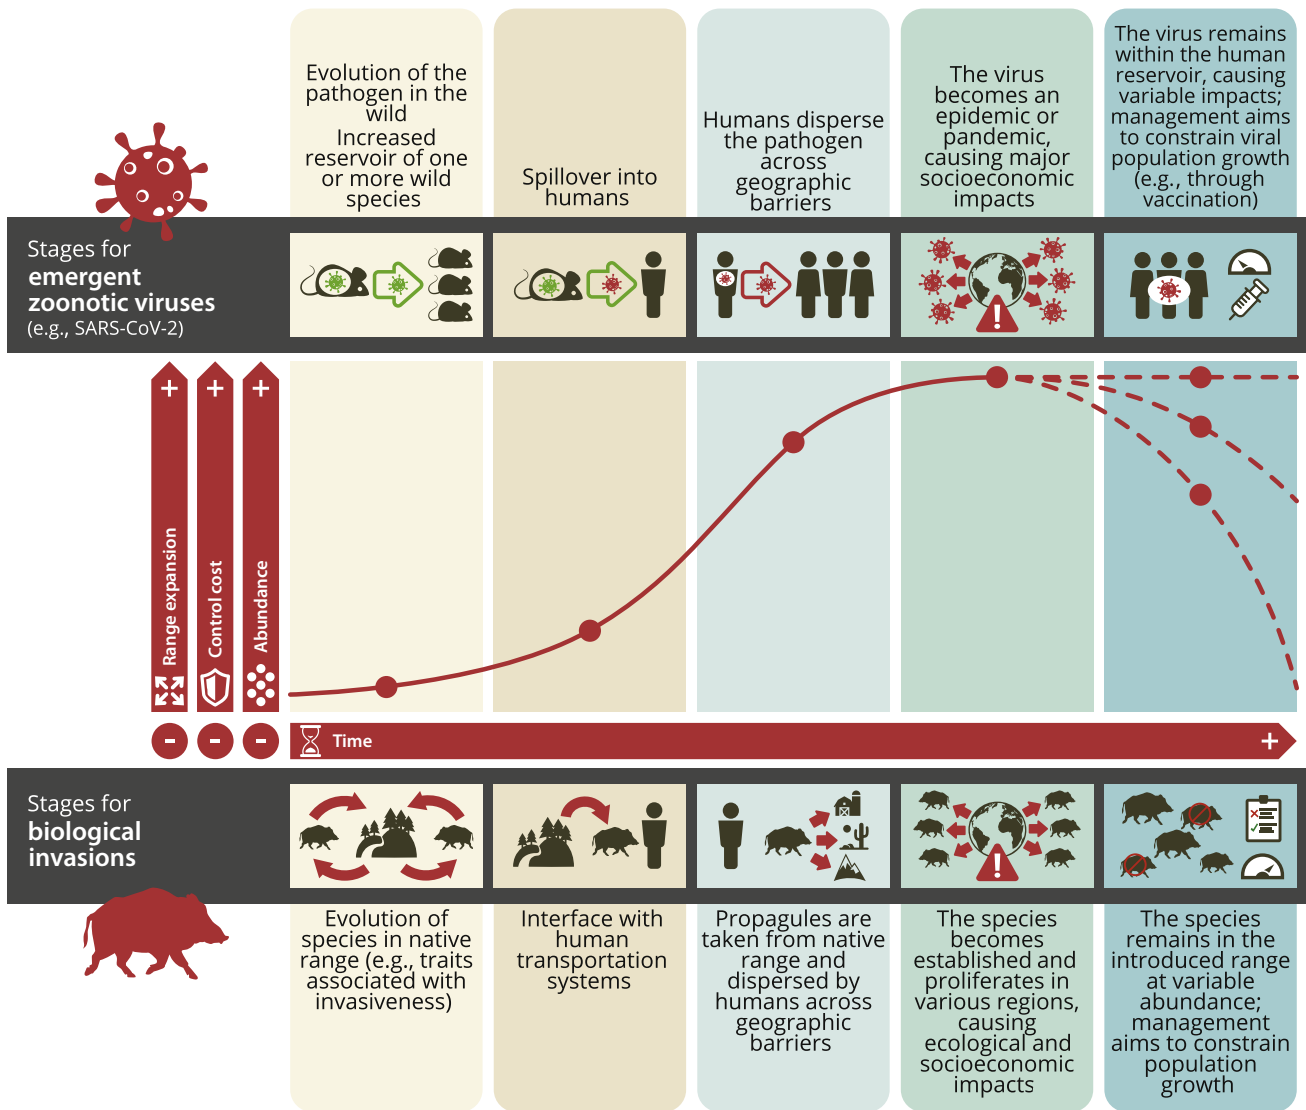 Evolution of the
pathogen in the
wild
Increased
reservoir of one
or more wild
species
Spillover into
humans
Humans disperse
the pathogen
across
geographic
barriers
The virus
becomes an
epidemic or
pandemic,
causing major
socioeconomic
impacts
The virus remains
within the human
reservoir, causing
variable impacts;
management aims
to constrain viral
population growth
(e.g., through
vaccination)
Stages for
emergent
zoonotic viruses
(e.g., SARS-CoV-2)
!
+
+
+
Range expansion
Control cost
Abundance
-
-
-
Time
+
Stages for
biological
invasions
!
Evolution of
species in native
range (e.g., traits
associated with
invasiveness)
Interface with
human
transportation
systems
Propagules are
taken from native
range and
dispersed by
humans across
geographic
barriers
The species
becomes
established and
proliferates in
various regions,
causing
ecological and
socioeconomic
impacts
The species
remains in the
introduced range
at variable
abundance;
management
aims to constrain
population
growth